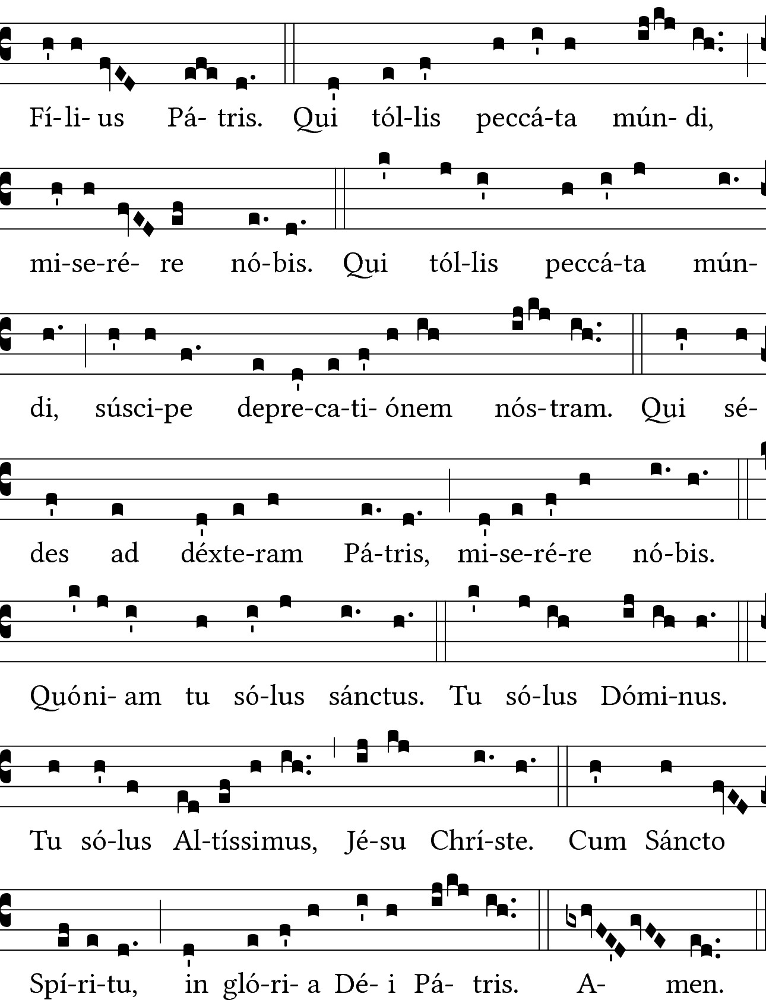 Fí-li- us Pá- tris. Qui tól-lis peccá-ta mún- di,
mi-se-ré- re nó-bis. Qui tól-lis peccá-ta mún-
di, súsci-pe depre-ca-ti- ónem nós-tram. Qui sé-
des ad déxte-ram Pá-tris, mi-se-ré-re nó-bis.
Quóni- am tu só-lus sánctus. Tu só-lus Dómi-nus.
Tu só-lus Al-tíssimus, Jé-su Chrí-ste. Cum Sáncto
Spí-ri-tu, in gló-ri- a Dé- i Pá- tris. A- men.